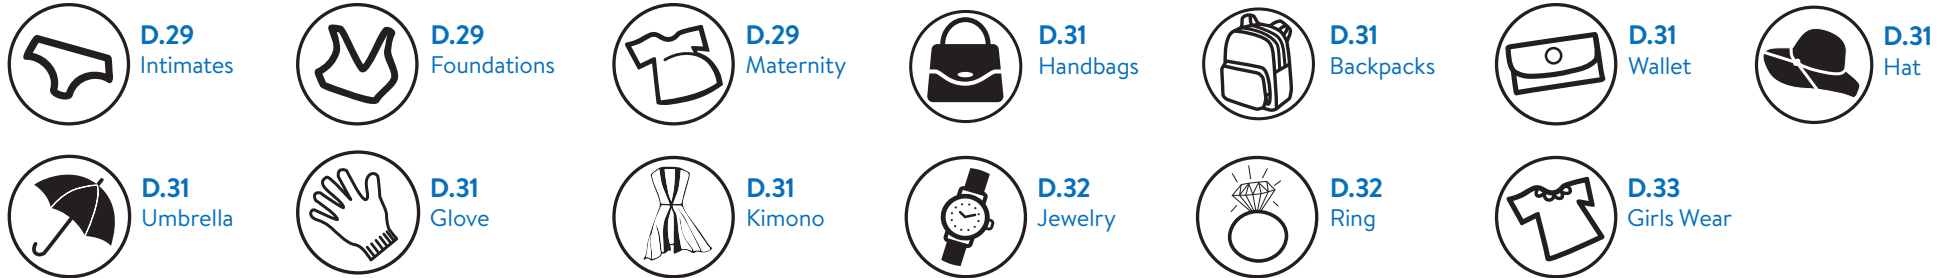 D.29
Intimates
D.29
Foundations
D.29
Maternity
D.31
Handbags
D.31
Backpacks
D.31
Wallet
D.31
Hat
D.31
Umbrella
D.31
Glove
D.31
Kimono
D.32
Jewelry
D.32
Ring
D.33
Girls Wear